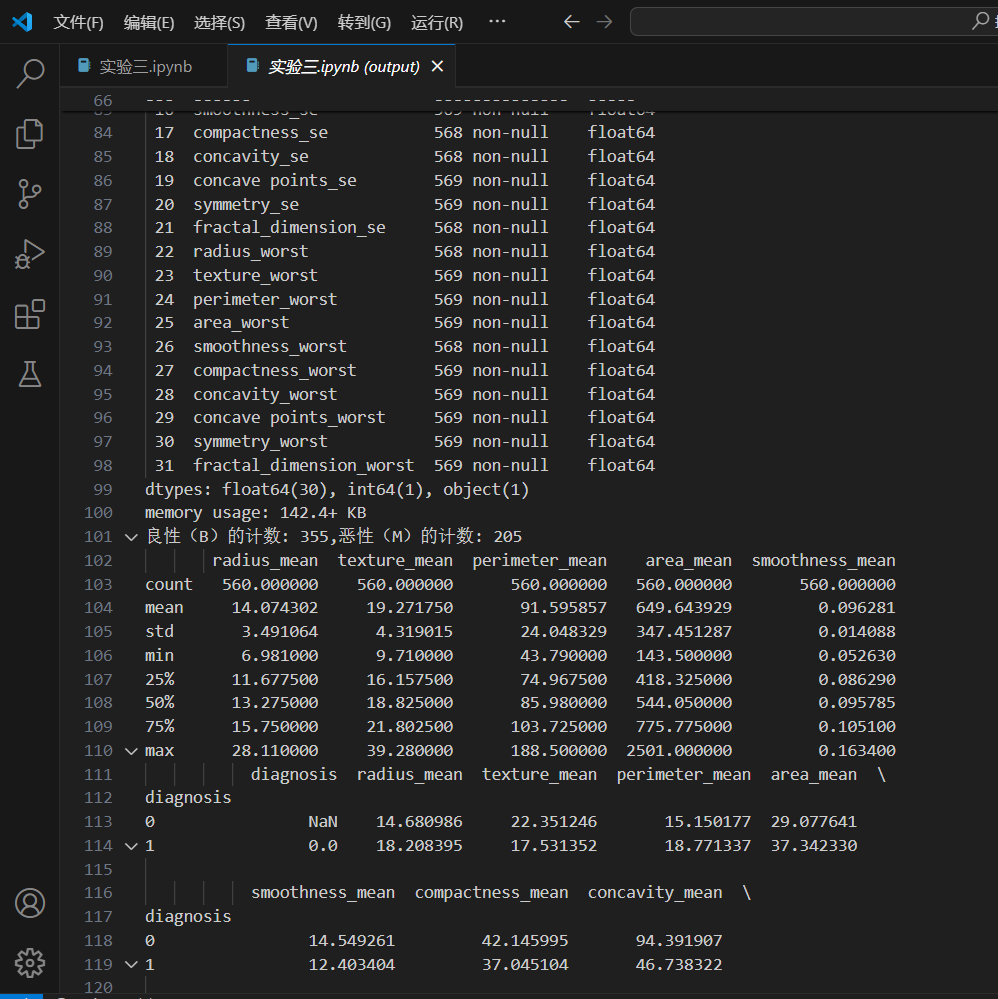 文件(F) 编辑(E) 选择(S) 查看(V) 转到(G) 运行(R) ···
实验三.ipynb 实验三.ipynb (output)
66 --- ------ -------------- -----
84 17 compactness_se 568 non-null float64
85 18 concavity_se 568 non-null float64
86 19 concave points_se 569 non-null float64
87 20 symmetry_se 569 non-null float64
88 21 fractal_dimension_se 568 non-null float64
89 22 radius_worst 568 non-null float64
90 23 texture_worst 569 non-null float64
91 24 perimeter_worst 569 non-null float64
92 25 area_worst 569 non-null float64
93 26 smoothness_worst 568 non-null float64
94 27 compactness_worst 569 non-null float64
95 28 concavity_worst 569 non-null float64
96 29 concave points_worst 569 non-null float64
97 30 symmetry_worst 569 non-null float64
98 31 fractal_dimension_worst 569 non-null float64
99 dtypes: float64(30), int64(1), object(1)
100 memory usage: 142.4+ KB
101 良性（B）的计数: 355,恶性（M）的计数: 205
102 radius_mean texture_mean perimeter_mean area_mean smoothness_mean
103 count 560.000000 560.000000 560.000000 560.000000 560.000000
104 mean 14.074302 19.271750 91.595857 649.643929 0.096281
105 std 3.491064 4.319015 24.048329 347.451287 0.014088
106 min 6.981000 9.710000 43.790000 143.500000 0.052630
107 25% 11.677500 16.157500 74.967500 418.325000 0.086290
108 50% 13.275000 18.825000 85.980000 544.050000 0.095785
109 75% 15.750000 21.802500 103.725000 775.775000 0.105100
110 max 28.110000 39.280000 188.500000 2501.000000 0.163400
111 diagnosis radius_mean texture_mean perimeter_mean area_mean \
112 diagnosis
113 0 NaN 14.680986 22.351246 15.150177 29.077641
114 1 0.0 18.208395 17.531352 18.771337 37.342330
115
116 smoothness_mean compactness_mean concavity_mean \
117 diagnosis
118 0 14.549261 42.145995 94.391907
119 1 12.403404 37.045104 46.738322
120